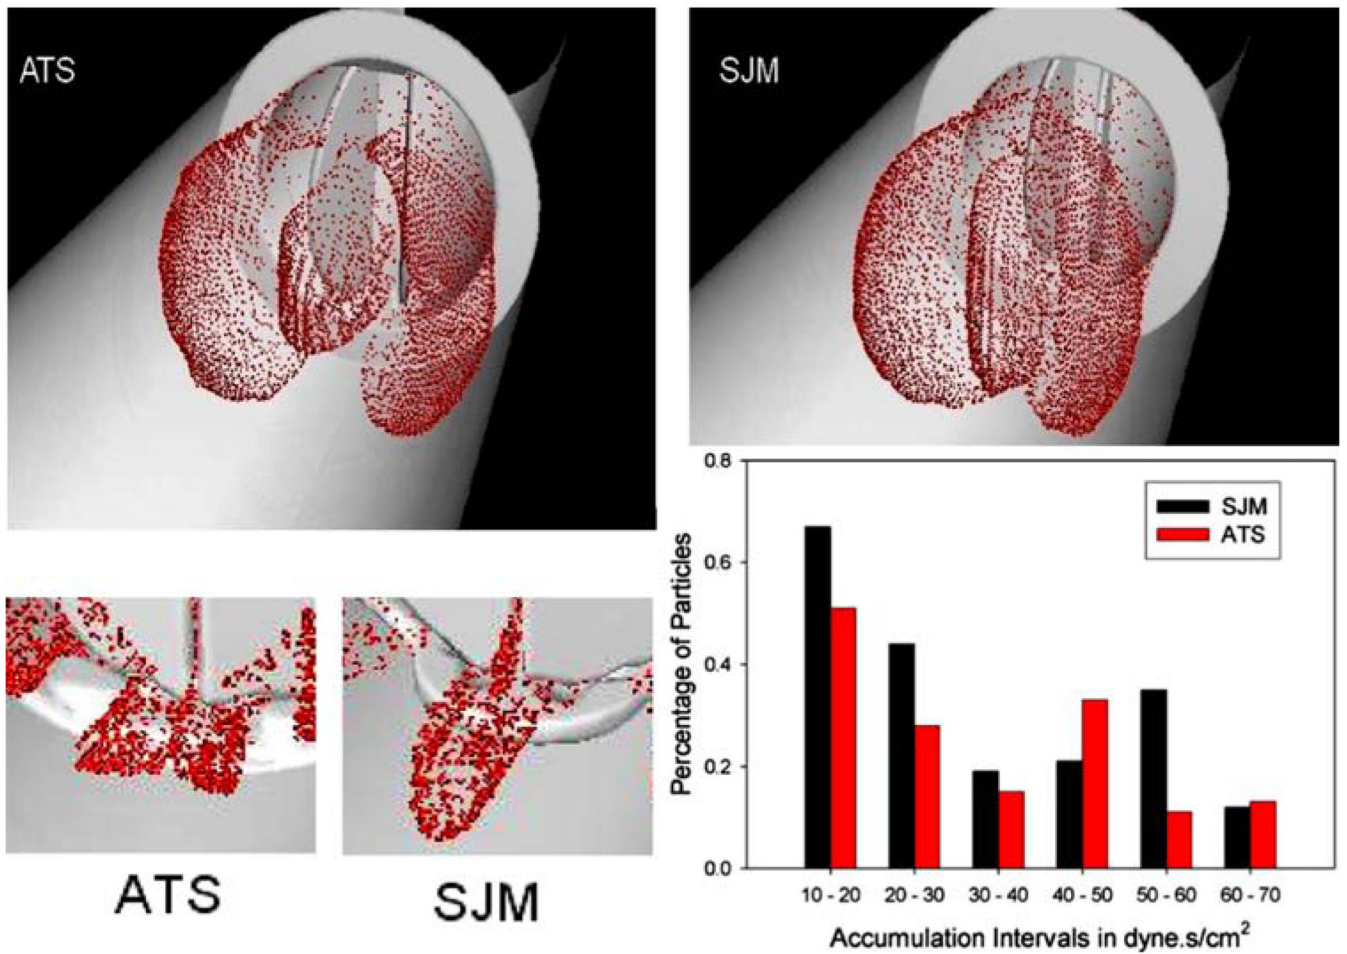 ATS
SJM
ATS
SJM
0.8
0.6
0.4
0.2
0.0
Percentage of Particles
SJM
ATS
10 - 20
20 - 30
30 - 40
40 - 50
50 - 60
60 - 70
Accumulation Intervals in dyne.s/cm²